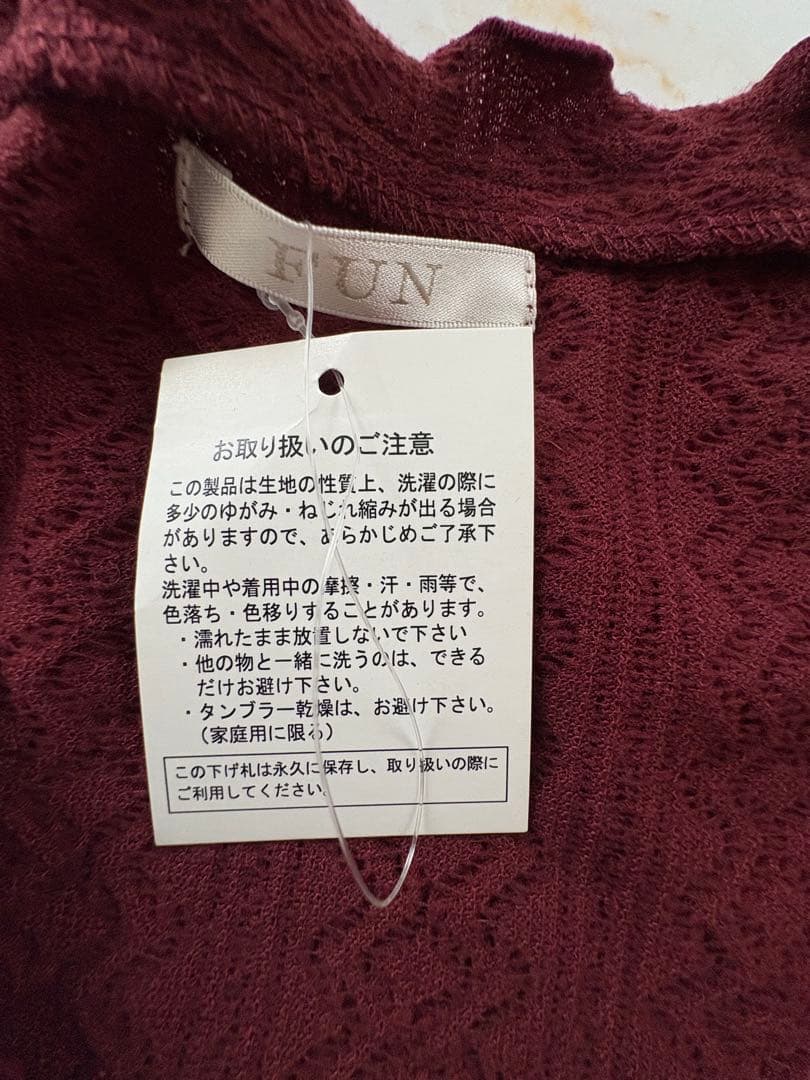 FUN
お取り扱いのご注意
この製品は生地の性質上、洗濯の際に
多少のゆがみ・ねじれ縮みが出る場合
がありますので、あらかじめご了承下
さい。
洗濯中や着用中の摩擦・汗・雨等で、
色落ち・色移りすることがあります。
・濡れたまま放置しないで下さい
・他の物と一緒に洗うのは、できる
だけお避け下さい。
・タンブラー乾燥は、お避け下さい。
（家庭用に限る）
この下げ札は永久に保存し、取り扱いの際に
ご利用してください。